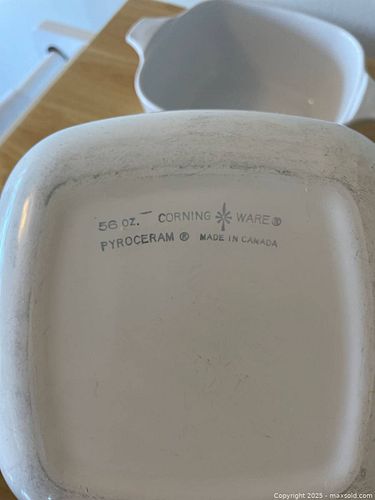 56 oz. CORNING WARE®
PYROCERAM ® MADE IN CANADA
Copyright 2025 - maxsold.com